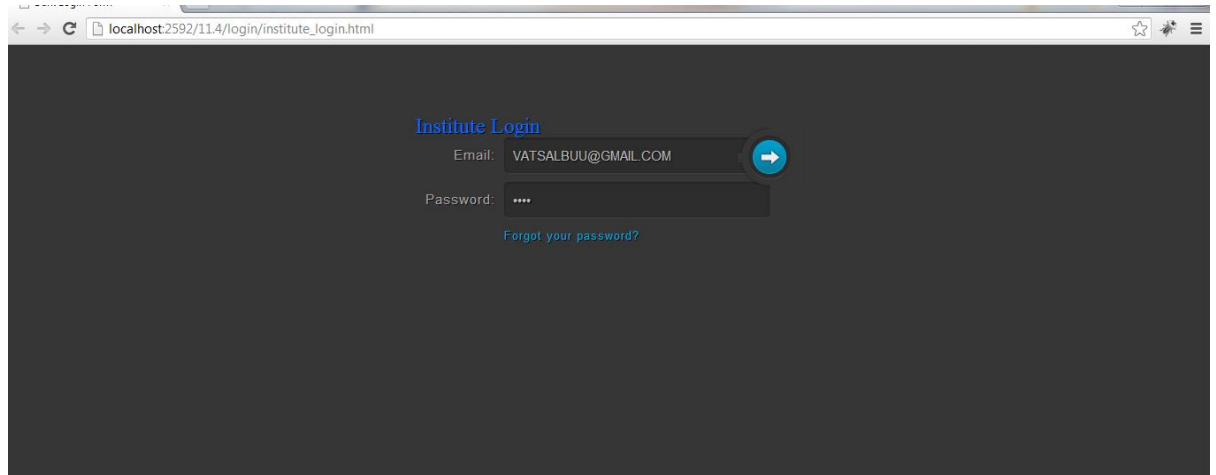 localhost:2592/11.4/login/institute_login.html
Institute Login
Email: VATSALBUU@GMAIL.COM
Password: ••••
Forgot your password?